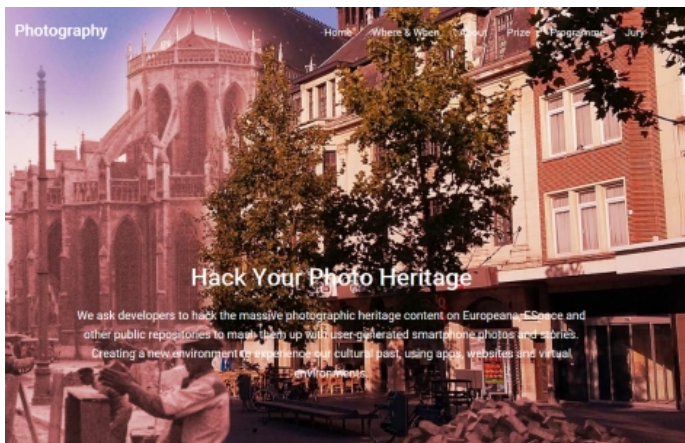 Photography
Home Where & When About Prize Programme Jury
Hack Your Photo Heritage
We ask developers to hack the massive photographic heritage content on Europeana, ESpace and
other public repositories to mash them up with user-generated smartphone photos and stories.
Creating a new environment to experience our cultural past, using apps, websites and virtual
environments.